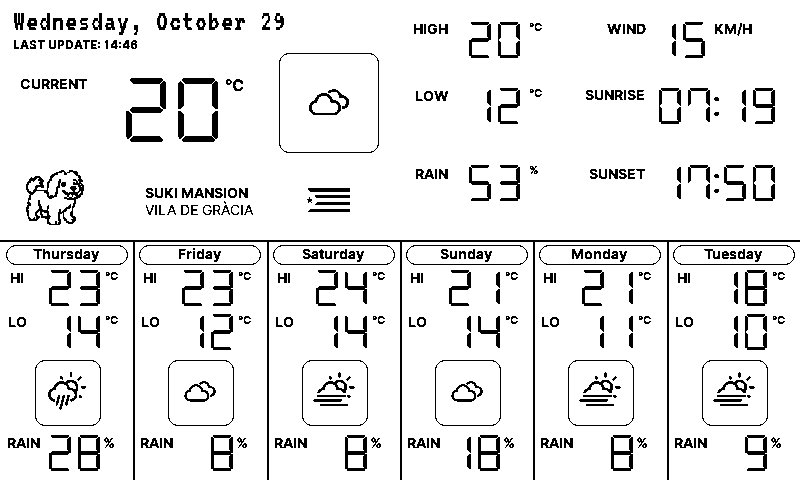 Wednesday, October 29
LAST UPDATE: 14:46
CURRENT 20 °C
HIGH 20 °C
WIND 15 KM/H
LOW 12 °C
SUNRISE 07:19
RAIN 53 %
SUNSET 17:50
SUKI MANSION
VILA DE GRÀCIA
Thursday
HI 23 °C
LO 14 °C
RAIN 28 %
Friday
HI 23 °C
LO 12 °C
RAIN 8 %
Saturday
HI 24 °C
LO 14 °C
RAIN 8 %
Sunday
HI 21 °C
LO 14 °C
RAIN 18 %
Monday
HI 21 °C
LO 11 °C
RAIN 8 %
Tuesday
HI 18 °C
LO 10 °C
RAIN 9 %